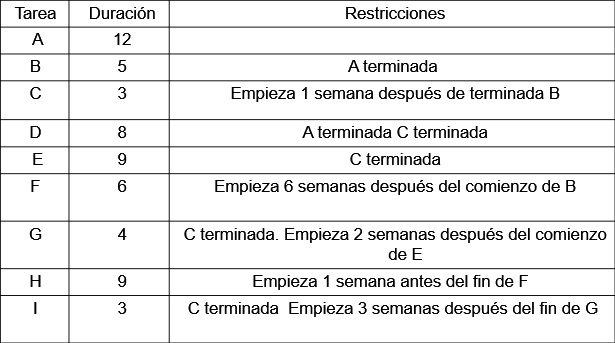 Tarea Duración Restricciones
A 12
B 5 A terminada
C 3 Empieza 1 semana después de terminada B
D 8 A terminada C terminada
E 9 C terminada
F 6 Empieza 6 semanas después del comienzo de B
G 4 C terminada. Empieza 2 semanas después del comienzo
de E
H 9 Empieza 1 semana antes del fin de F
I 3 C terminada Empieza 3 semanas después del fin de G